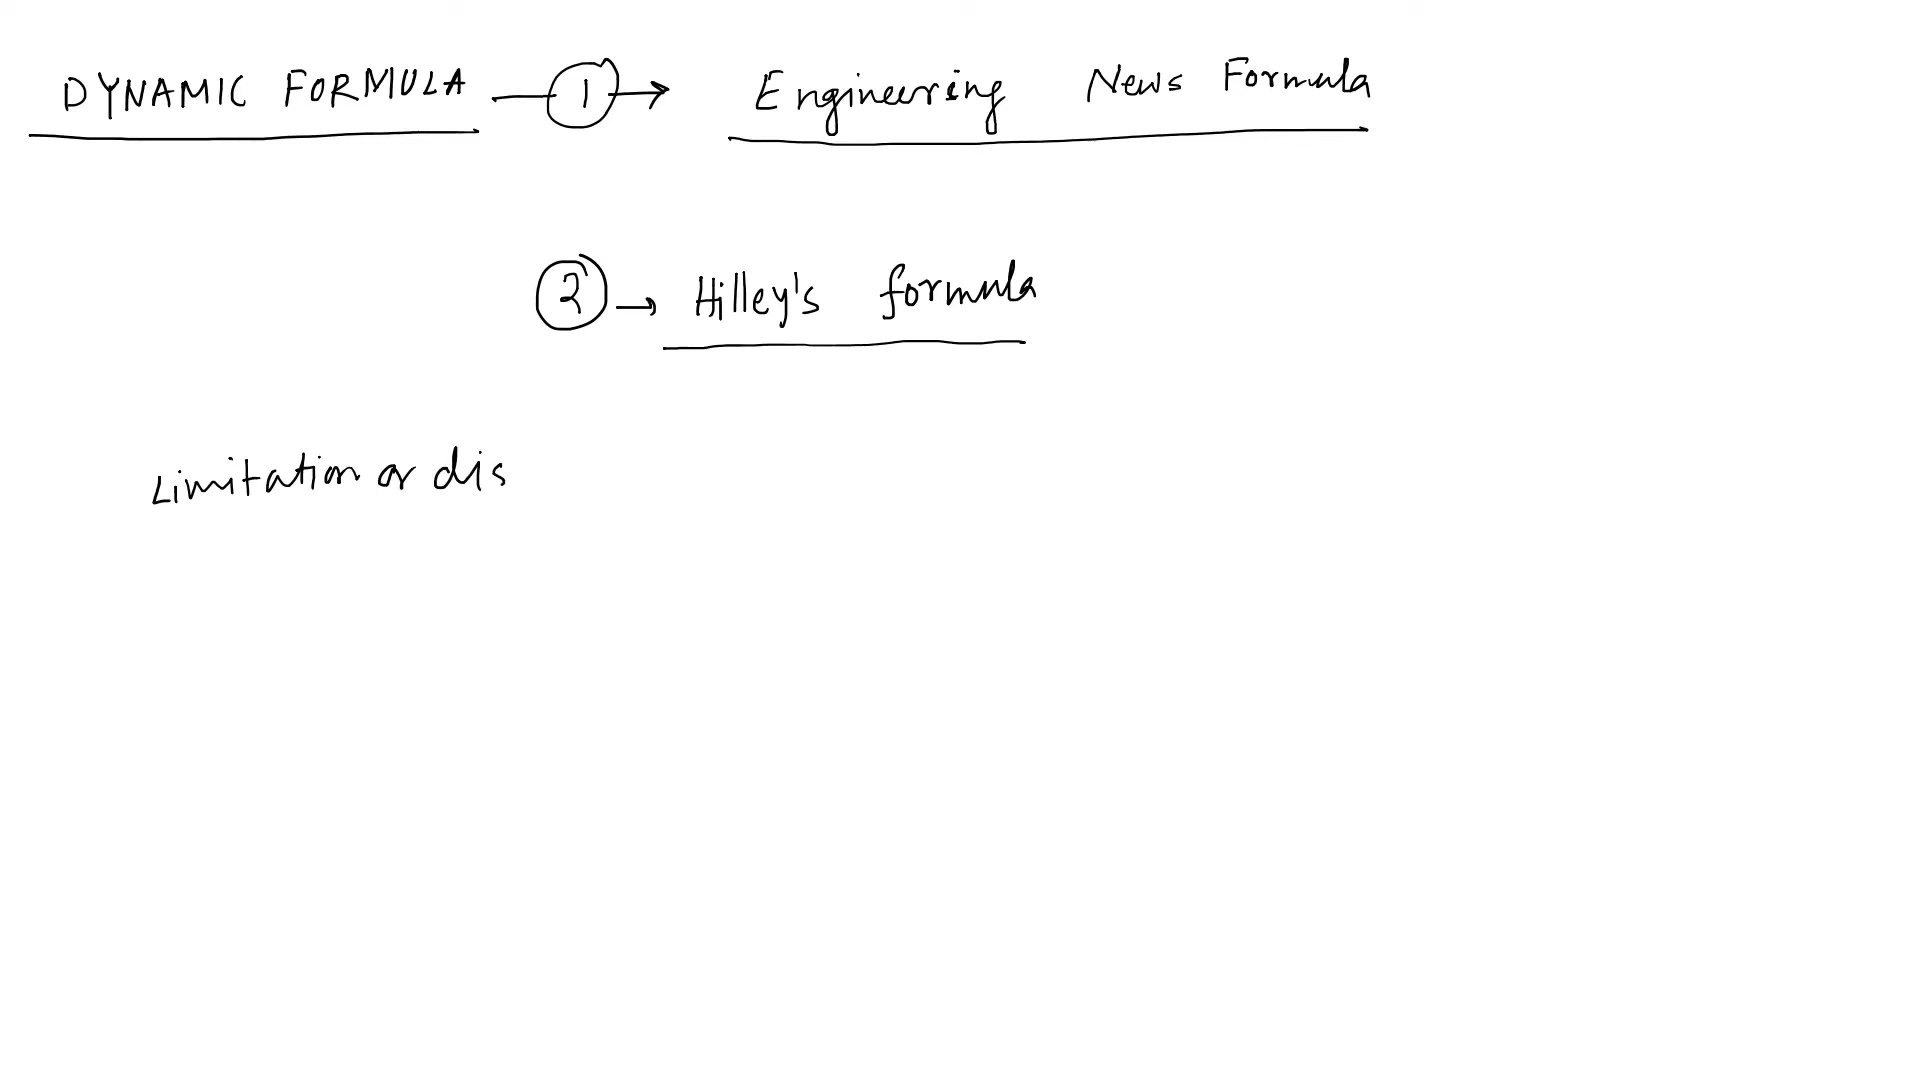 DYNAMIC FORMULA → 1 → Engineering News Formula
2 → Hilley's formula
Limitation or dis